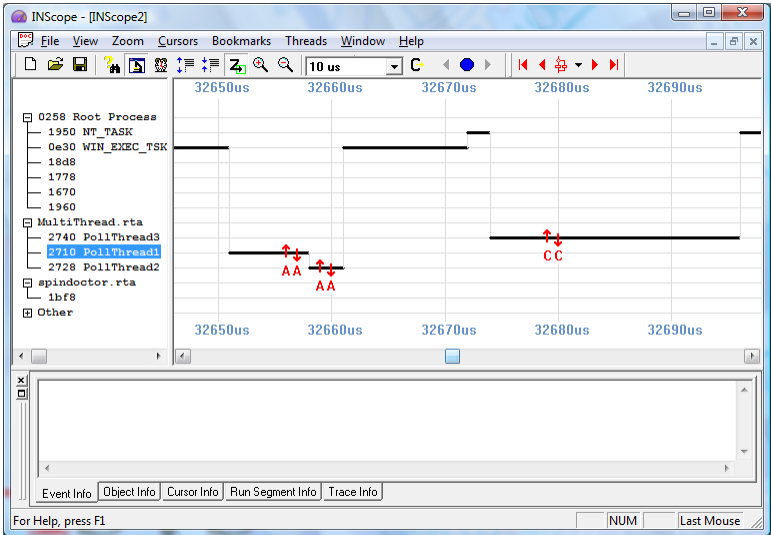 INScope - [INScope2]
File View Zoom Cursors Bookmarks Threads Window Help
10 us
32650us 32660us 32670us 32680us 32690us
0258 Root Process
1950 NT_TASK
0e30 WIN_EXEC_TSK
18d8
1778
1670
1960
MultiThread.rta
2740 PollThread3
2710 PollThread1
2728 PollThread2
spindoctor.rta
1bf8
Other
A A
A A
C C
32650us 32660us 32670us 32680us 32690us
Event Info Object Info Cursor Info Run Segment Info Trace Info
For Help, press F1 NUM Last Mouse